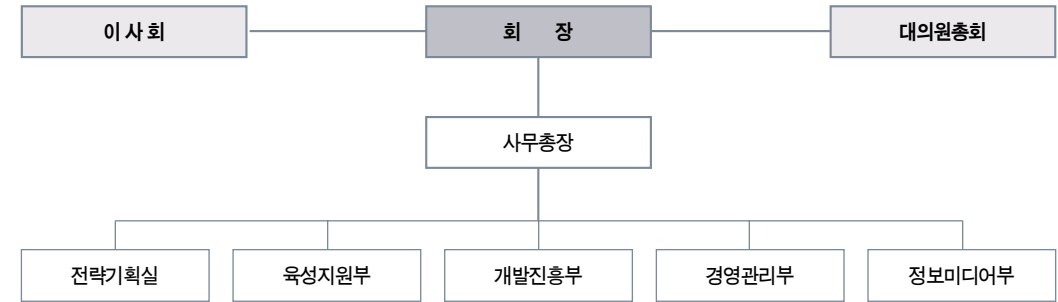 이 사 회
회 장
대의원총회
사무총장
전략기획실
육성지원부
개발진흥부
경영관리부
정보미디어부